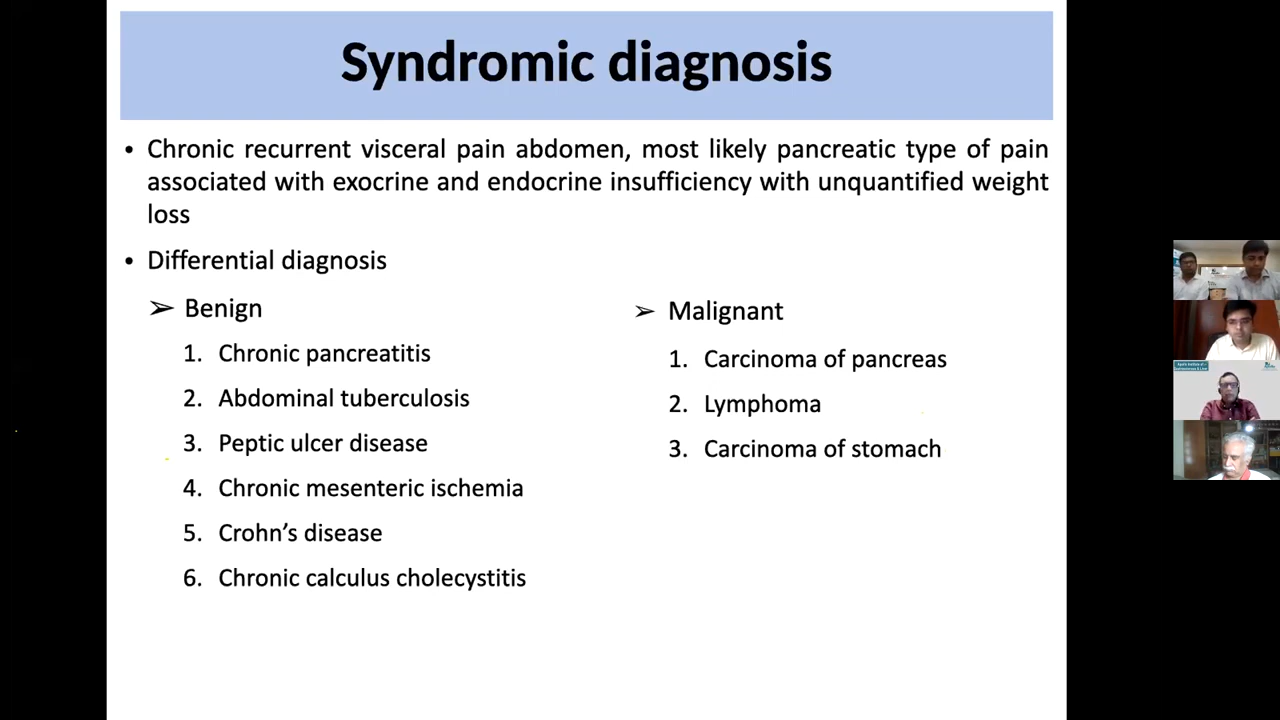 Syndromic diagnosis
• Chronic recurrent visceral pain abdomen, most likely pancreatic type of pain
associated with exocrine and endocrine insufficiency with unquantified weight
loss
• Differential diagnosis
➢ Benign
1. Chronic pancreatitis
2. Abdominal tuberculosis
3. Peptic ulcer disease
4. Chronic mesenteric ischemia
5. Crohn’s disease
6. Chronic calculus cholecystitis
➢ Malignant
1. Carcinoma of pancreas
2. Lymphoma
3. Carcinoma of stomach